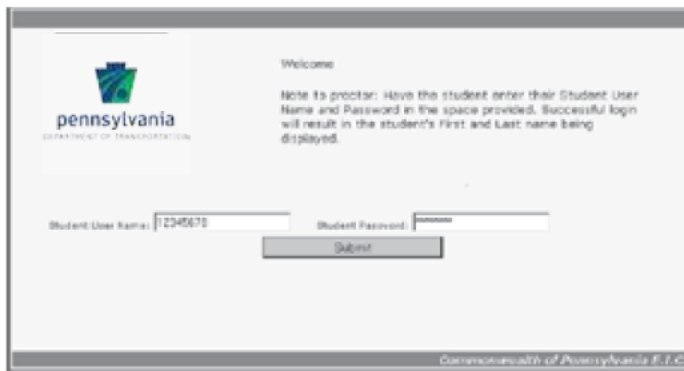 pennsylvania
DEPARTMENT OF TRANSPORTATION
Welcome
Note to proctor: Have the student enter their Student User
Name and Password in the space provided. Successful login
will result in the student's First and Last name being
displayed.
Student User Name: 12345678
Student Password:
Submit
Commonwealth of Pennsylvania E.I.C